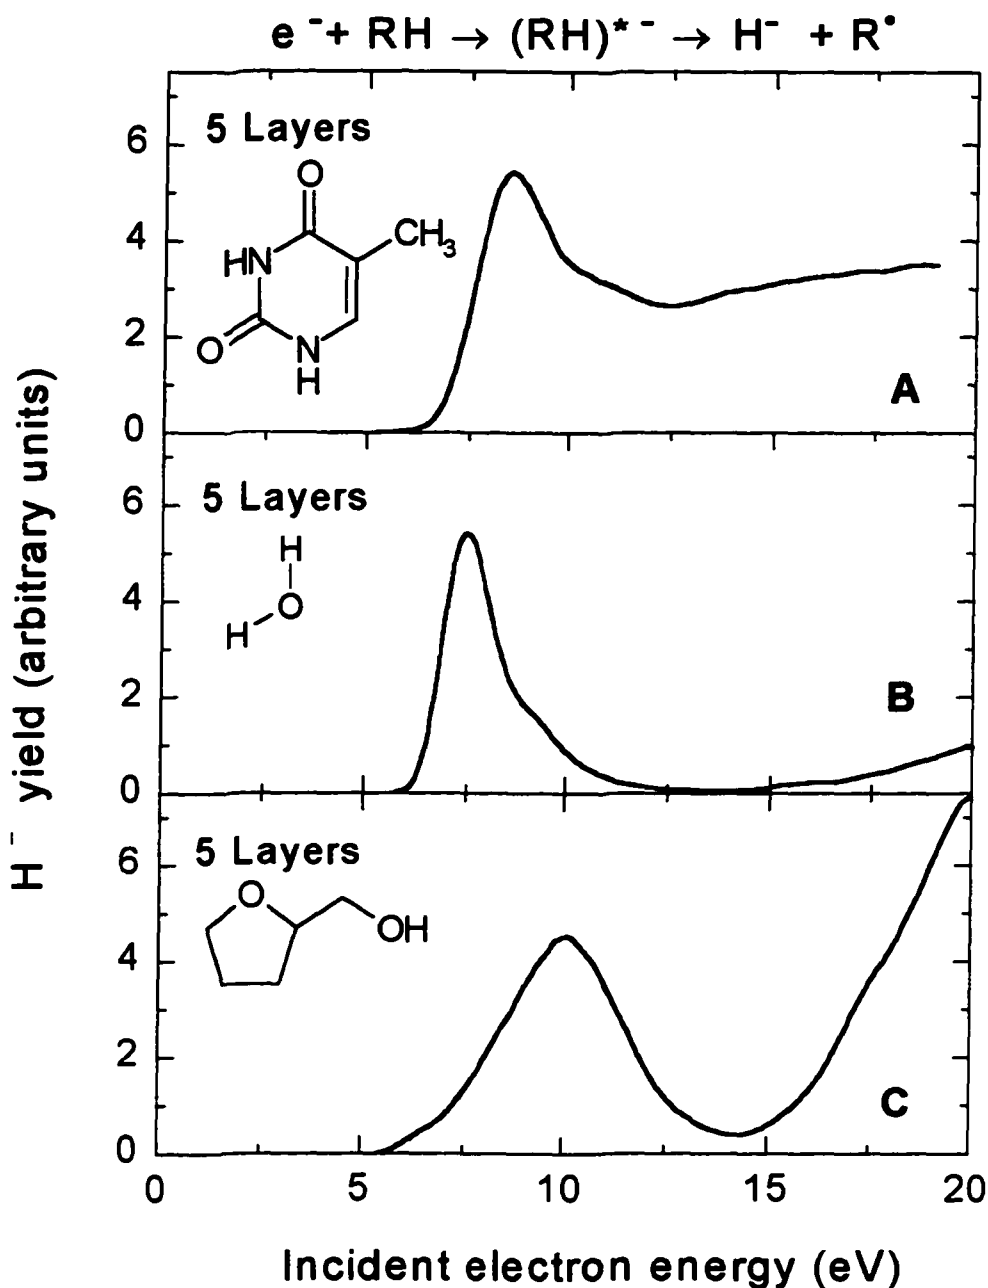 e⁻ + RH → (RH)*⁻ → H⁻ + R•
5 Layers
O
CH₃
HN
O
N
H
A
6
4
2
0
5 Layers
H
O
H
B
6
4
2
0
5 Layers
O
OH
C
6
4
2
0
0 5 10 15 20
H⁻ yield (arbitrary units)
Incident electron energy (eV)